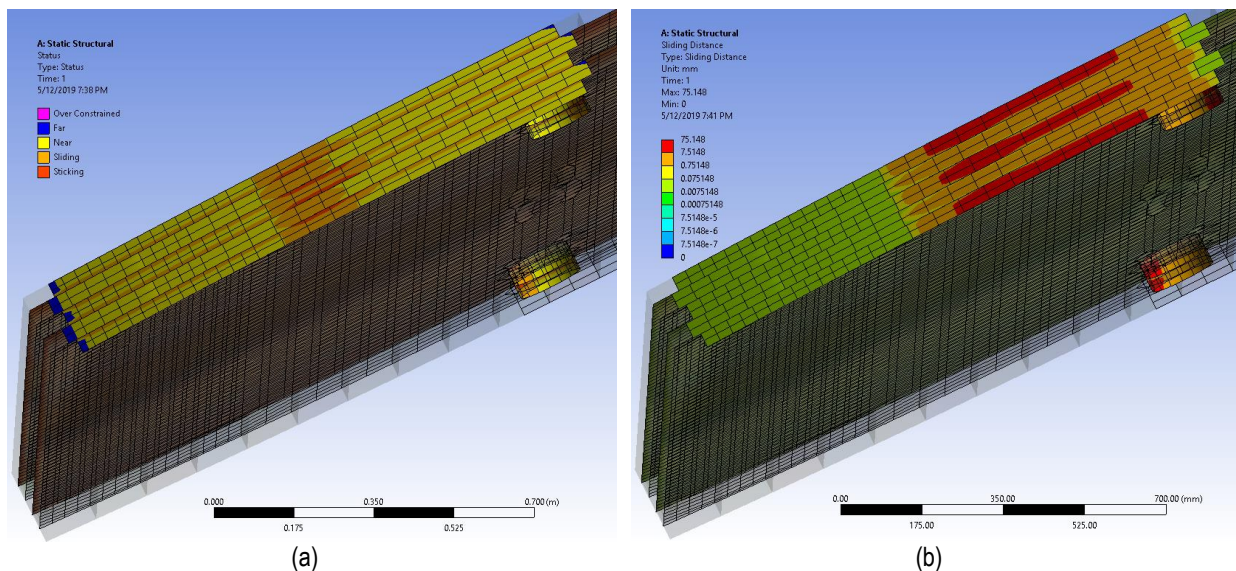 A: Static Structural
Status
Type: Status
Time: 1
5/12/2019 7:38 PM
Over Constrained
Far
Near
Sliding
Sticking
0.000
0.350
0.700 (m)
0.175
0.525
(a)
A: Static Structural
Sliding Distance
Type: Sliding Distance
Unit: mm
Time: 1
Max: 75.148
Min: 0
5/12/2019 7:41 PM
75.148
7.5148
0.75148
0.075148
0.0075148
0.00075148
7.5148e-5
7.5148e-6
7.5148e-7
0
0.00
350.00
700.00 (mm)
175.00
525.00
(b)